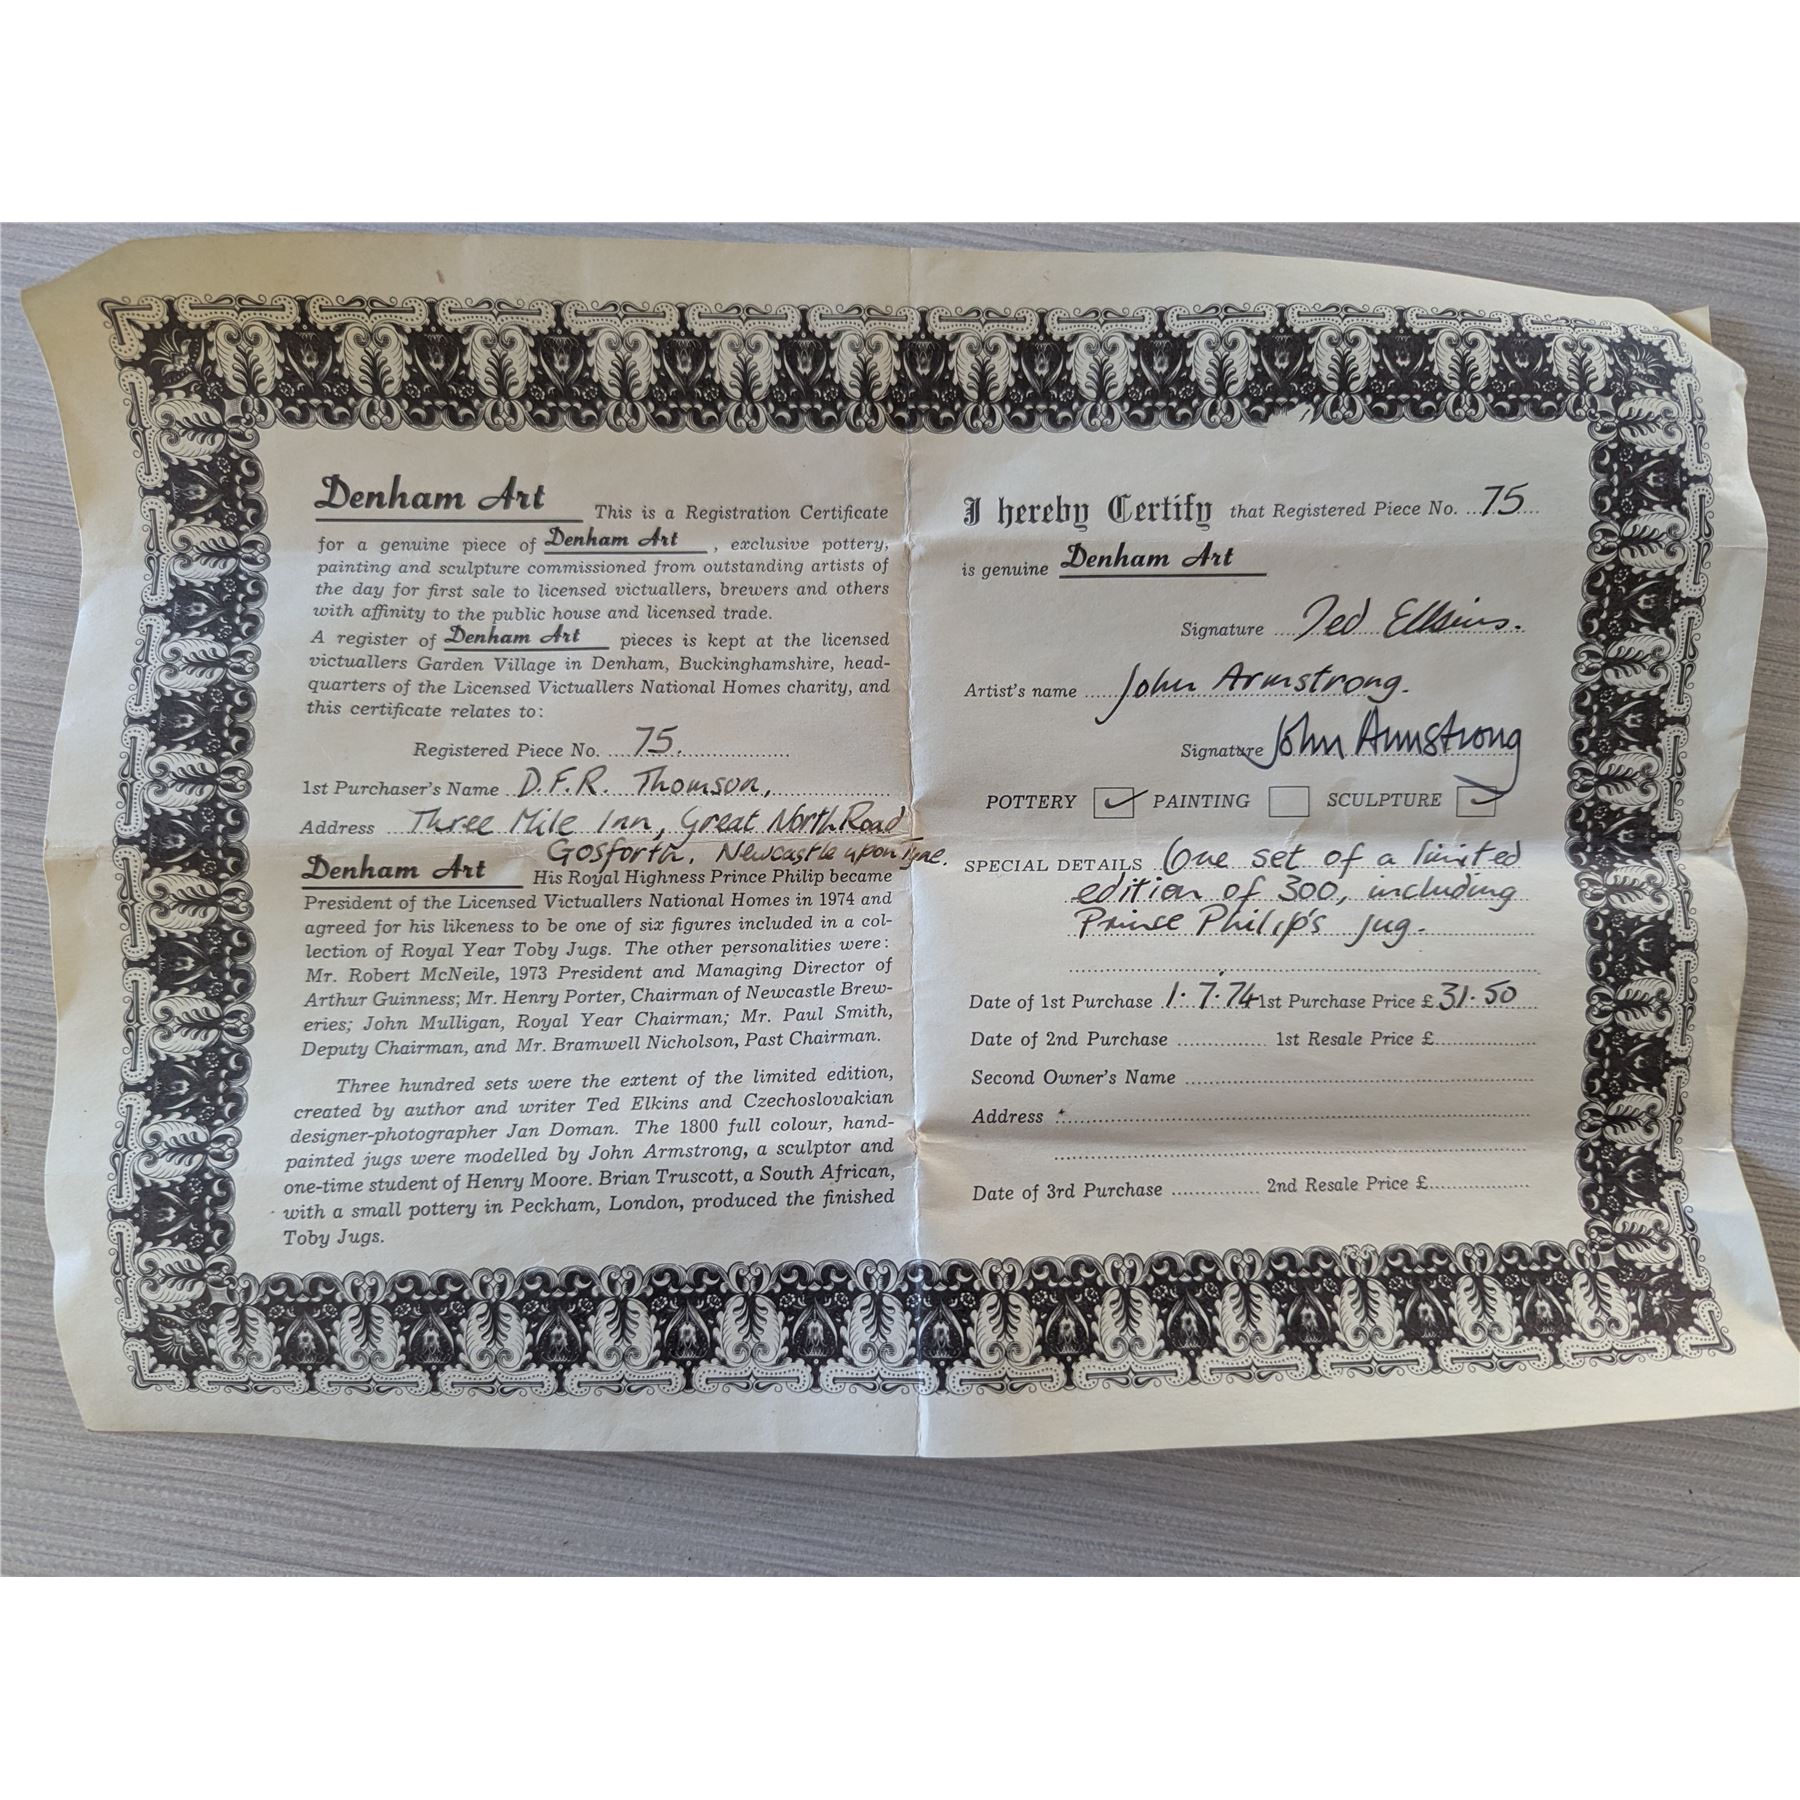 Denham Art This is a Registration Certificate
for a genuine piece of Denham Art, exclusive pottery,
painting and sculpture commissioned from outstanding artists of
the day for first sale to licensed victuallers, brewers and others
with affinity to the public house and licensed trade.
A register of Denham Art pieces is kept at the licensed
victuallers Garden Village in Denham, Buckinghamshire, head-
quarters of the Licensed Victuallers National Homes charity, and
this certificate relates to:
Registered Piece No. 75.
1st Purchaser's Name D.F.R. Thomson,
Address Three Mile Inn, Great North Road
Gosforth, Newcastle upon Tyne.
Denham Art His Royal Highness Prince Philip became
President of the Licensed Victuallers National Homes in 1974 and
agreed for his likeness to be one of six figures included in a col-
lection of Royal Year Toby Jugs. The other personalities were:
Mr. Robert McNeile, 1973 President and Managing Director of
Arthur Guinness; Mr. Henry Porter, Chairman of Newcastle Brew-
eries; John Mulligan, Royal Year Chairman; Mr. Paul Smith,
Deputy Chairman, and Mr. Bramwell Nicholson, Past Chairman.
Three hundred sets were the extent of the limited edition,
created by author and writer Ted Elkins and Czechoslovakian
designer-photographer Jan Doman. The 1800 full colour, hand-
painted jugs were modelled by John Armstrong, a sculptor and
one-time student of Henry Moore. Brian Truscott, a South African,
with a small pottery in Peckham, London, produced the finished
Toby Jugs.
I hereby Certify that Registered Piece No. 75
is genuine Denham Art
Signature Ted Elkins.
Artist's name John Armstrong.
Signature John Armstrong
POTTERY ✓ PAINTING SCULPTURE ✓
SPECIAL DETAILS One set of a limited
edition of 300, including
Prince Philip's jug.
Date of 1st Purchase 1.7.74 1st Purchase Price £ 31.50
Date of 2nd Purchase 1st Resale Price £
Second Owner's Name
Address
Date of 3rd Purchase 2nd Resale Price £